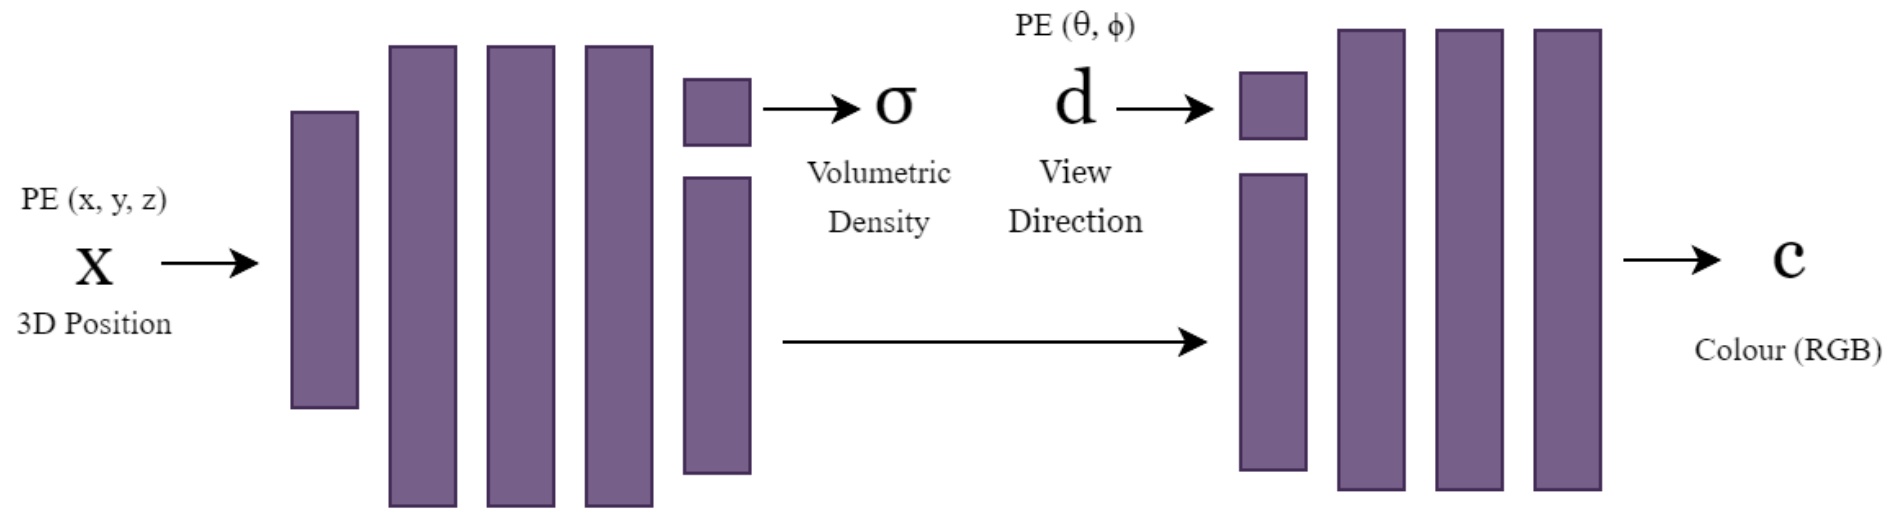 PE (x, y, z)
x
3D Position
σ
Volumetric
Density
PE (θ, ϕ)
d
View
Direction
c
Colour (RGB)